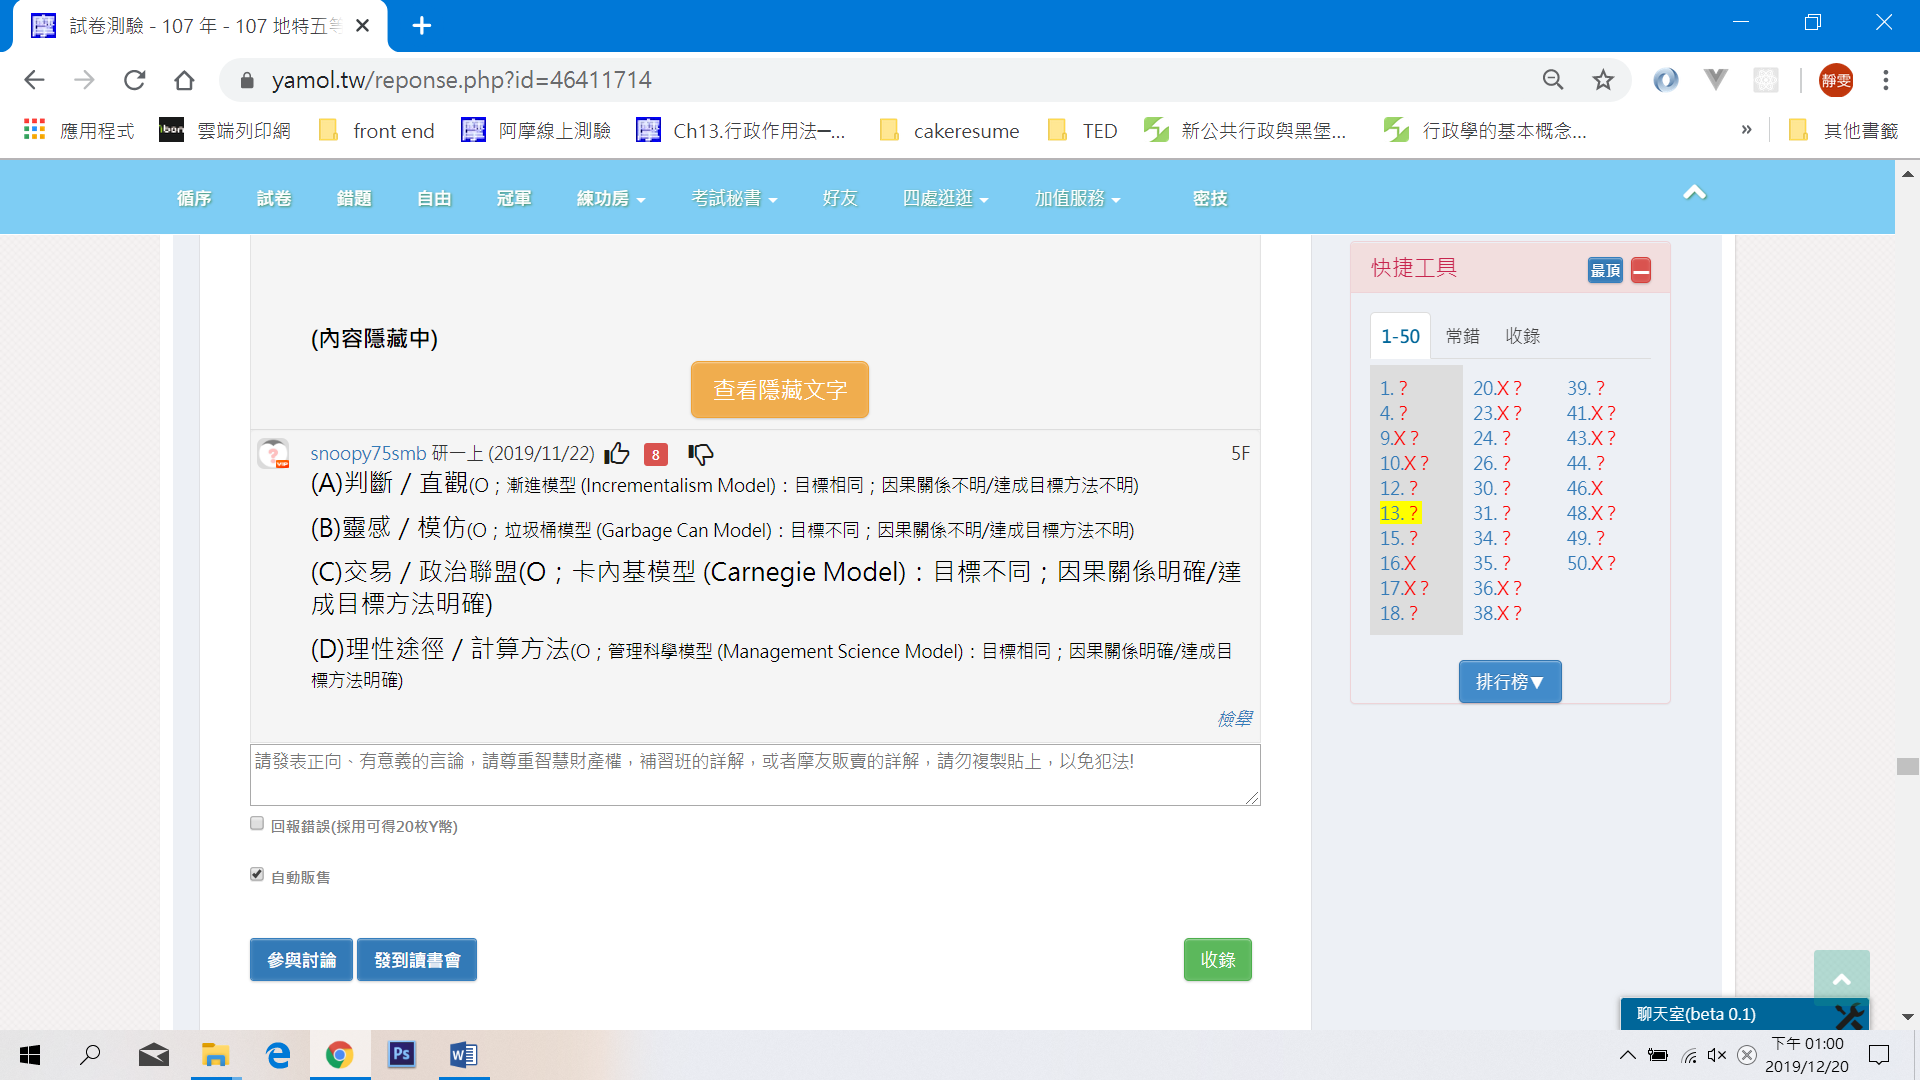 試卷測驗 - 107 年 - 107 地特五等
yamol.tw/reponse.php?id=46411714
靜雯
應用程式 ibon 雲端列印網 front end 阿摩線上測驗 Ch13.行政作用法—... cakeresume TED 新公共行政與黑堡... 行政學的基本概念... » 其他書籤
循序 試卷 錯題 自由 冠軍 練功房 考試秘書 好友 四處逛逛 加值服務 密技
(內容隱藏中)
查看隱藏文字
snoopy75smb 研一上 (2019/11/22) 8 5F
(A)判斷 / 直觀(O；漸進模型 (Incrementalism Model)：目標相同；因果關係不明/達成目標方法不明)
(B)靈感 / 模仿(O；垃圾桶模型 (Garbage Can Model)：目標不同；因果關係不明/達成目標方法不明)
(C)交易 / 政治聯盟(O；卡內基模型 (Carnegie Model)：目標不同；因果關係明確/達
成目標方法明確)
(D)理性途徑 / 計算方法(O；管理科學模型 (Management Science Model)：目標相同；因果關係明確/達成目
標方法明確)
檢舉
請發表正向、有意義的言論，請尊重智慧財產權，補習班的詳解，或者摩友販賣的詳解，請勿複製貼上，以免犯法!
回報錯誤(採用可得20枚Y幣)
自動販售
參與討論 發到讀書會 收錄
快捷工具 最頂
1-50 常錯 收錄
1. ? 20.X ? 39. ?
4. ? 23.X ? 41.X ?
9.X ? 24. ? 43.X ?
10.X ? 26. ? 44. ?
12. ? 30. ? 46.X
13. ? 31. ? 48.X ?
15. ? 34. ? 49. ?
16.X 35. ? 50.X ?
17.X ? 36.X ?
18. ? 38.X ?
排行榜▼
聊天室(beta 0.1)
下午 01:00
2019/12/20